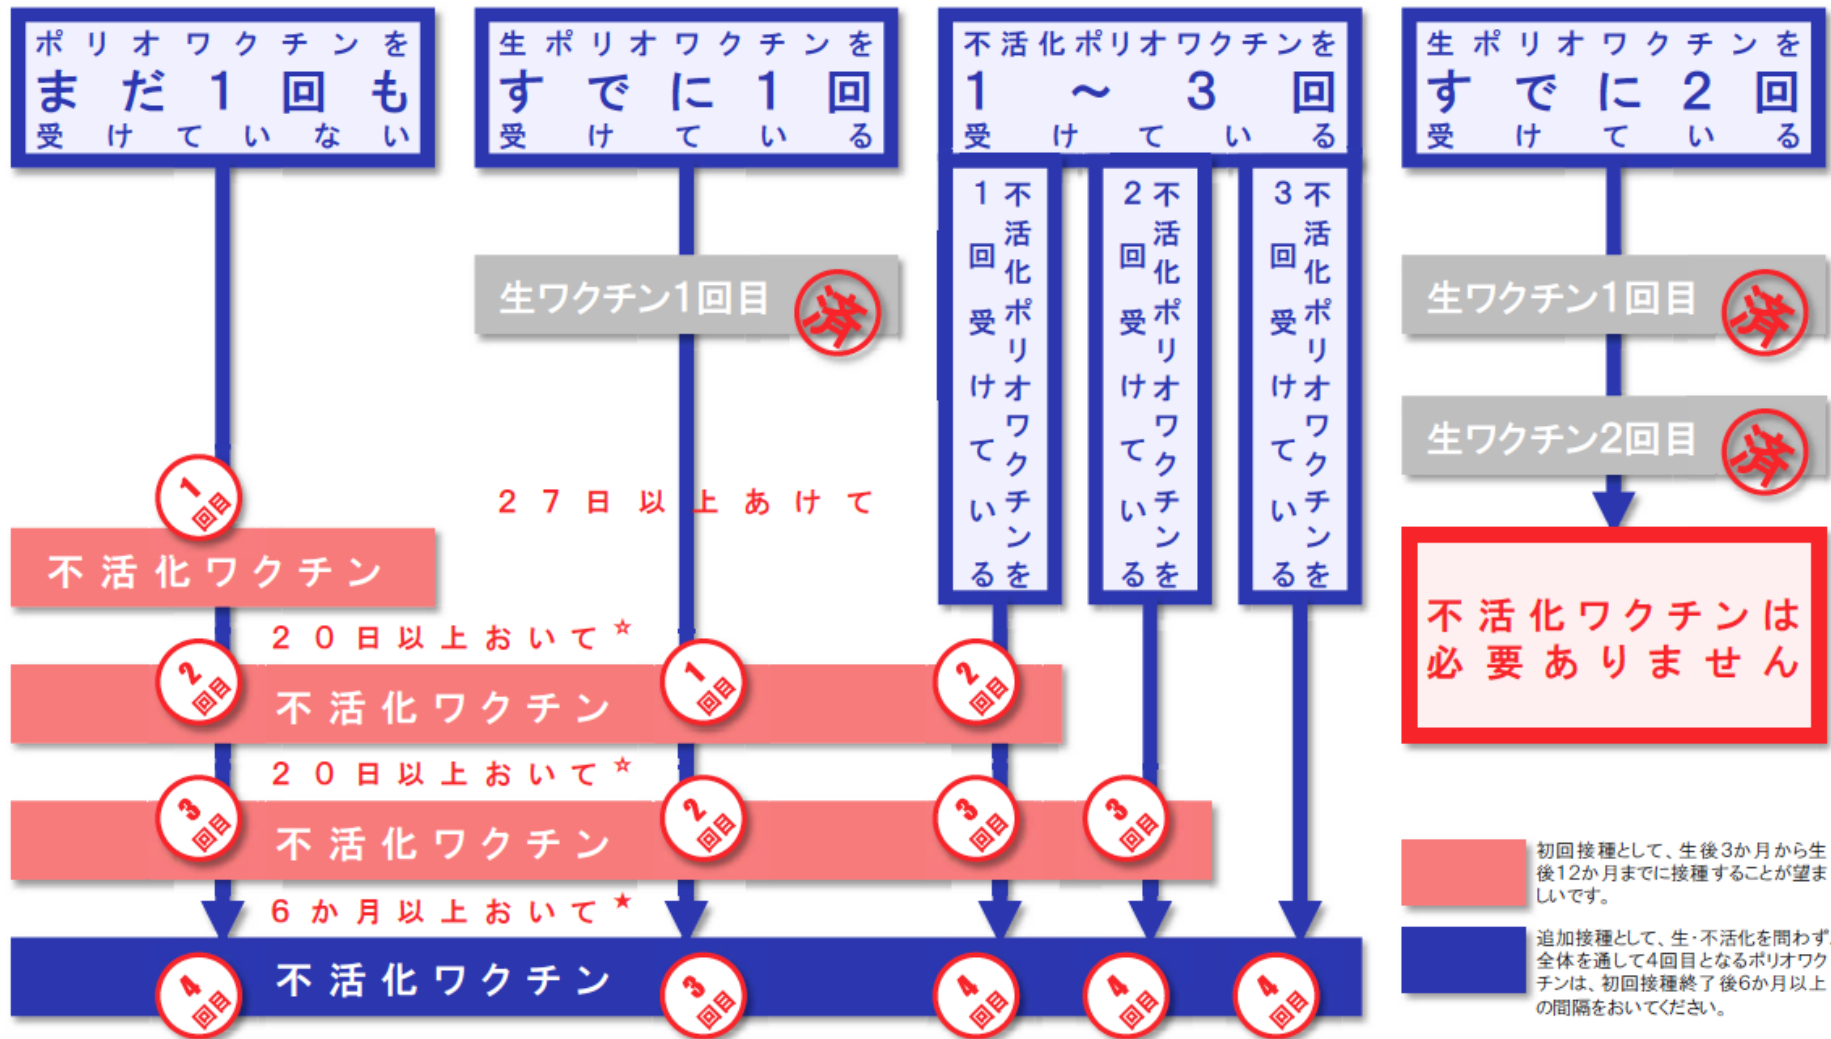 ポリオワクチンを
まだ1回も
受けていない
生ポリオワクチンを
すでに1回
受けている
不活化ポリオワクチンを
1～3回
受けている
生ポリオワクチンを
すでに2回
受けている
不活化ポリオワクチンを
1回受けている
不活化ポリオワクチンを
2回受けている
不活化ポリオワクチンを
3回受けている
生ワクチン1回目
済
生ワクチン1回目
済
生ワクチン2回目
済
1回目
27日以上あけて
不活化ワクチン
20日以上おいて☆
2回目
不活化ワクチン
1回目
2回目
不活化ワクチンは
必要ありません
20日以上おいて☆
3回目
不活化ワクチン
2回目
3回目
3回目
6か月以上おいて★
4回目
不活化ワクチン
3回目
4回目
4回目
4回目
初回接種として、生後3か月から生
後12か月までに接種することが望ま
しいです。
追加接種として、生・不活化を問わず、
全体を通して4回目となるポリオワク
チンは、初回接種終了後6か月以上
の間隔をおいてください。